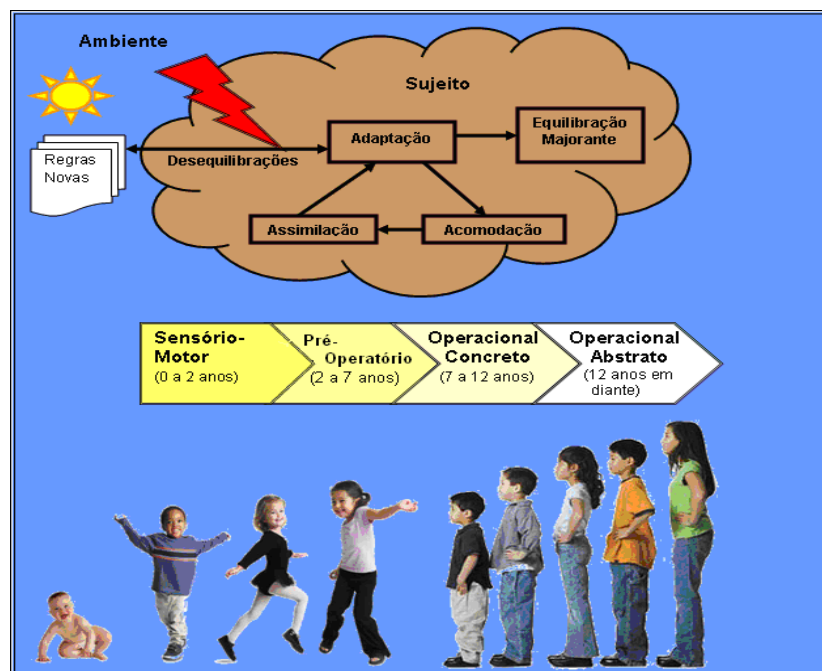 Ambiente
Sujeito
Equilibração
Majorante
Adaptação
Desequilibrações
Regras
Novas
Assimilação
Acomodação
Sensório-
Motor
(0 a 2 anos)
Pré-
Operatório
(2 a 7 anos)
Operacional
Concreto
(7 a 12 anos)
Operacional
Abstrato
(12 anos em
diante)